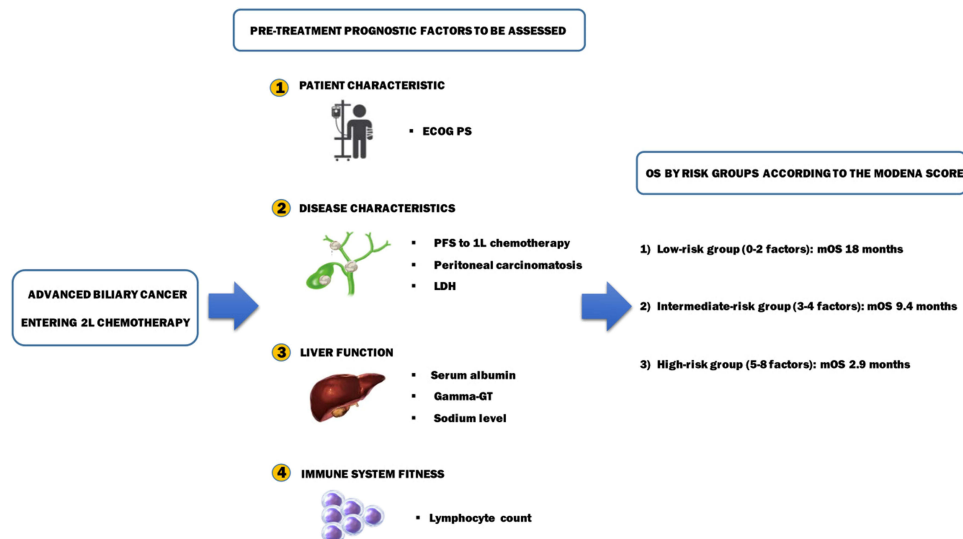 PRE-TREATMENT PROGNOSTIC FACTORS TO BE ASSESSED
1 PATIENT CHARACTERISTIC
▪ ECOG PS
2 DISEASE CHARACTERISTICS
▪ PFS to 1L chemotherapy
▪ Peritoneal carcinomatosis
▪ LDH
3 LIVER FUNCTION
▪ Serum albumin
▪ Gamma-GT
▪ Sodium level
4 IMMUNE SYSTEM FITNESS
▪ Lymphocyte count
ADVANCED BILIARY CANCER
ENTERING 2L CHEMOTHERAPY
OS BY RISK GROUPS ACCORDING TO THE MODENA SCORE
1) Low-risk group (0-2 factors): mOS 18 months
2) Intermediate-risk group (3-4 factors): mOS 9.4 months
3) High-risk group (5-8 factors): mOS 2.9 months